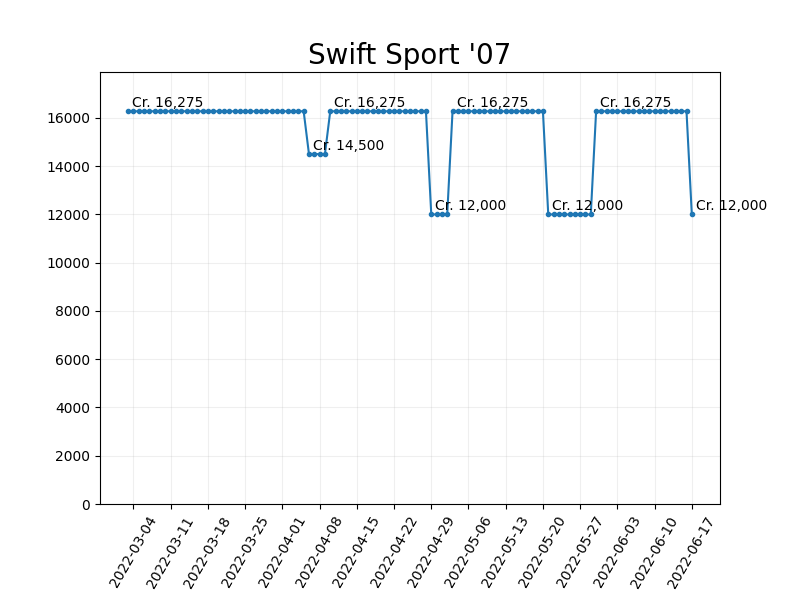 Swift Sport '07
Cr. 16,275
Cr. 16,275
Cr. 16,275
Cr. 16,275
Cr. 14,500
Cr. 12,000
Cr. 12,000
Cr. 12,000
16000
14000
12000
10000
8000
6000
4000
2000
0
2022-03-04
2022-03-11
2022-03-18
2022-03-25
2022-04-01
2022-04-08
2022-04-15
2022-04-22
2022-04-29
2022-05-06
2022-05-13
2022-05-20
2022-05-27
2022-06-03
2022-06-10
2022-06-17